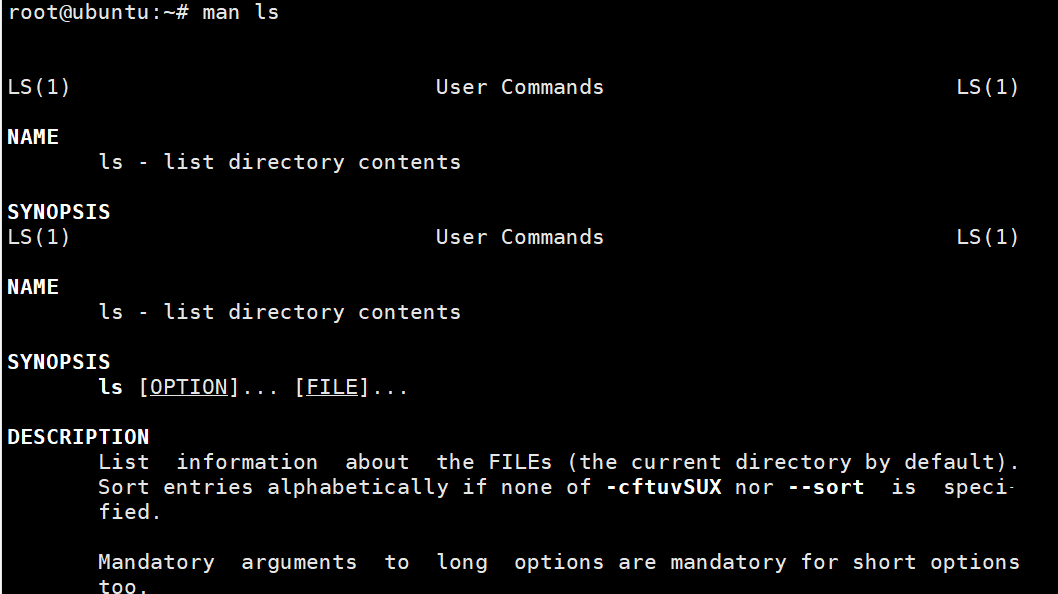 root@ubuntu:~# man ls
LS(1) User Commands LS(1)
NAME
ls - list directory contents
SYNOPSIS
LS(1) User Commands LS(1)
NAME
ls - list directory contents
SYNOPSIS
ls [OPTION]... [FILE]...
DESCRIPTION
List information about the FILEs (the current directory by default).
Sort entries alphabetically if none of -cftuvSUX nor --sort is speci-
fied.
Mandatory arguments to long options are mandatory for short options
too.